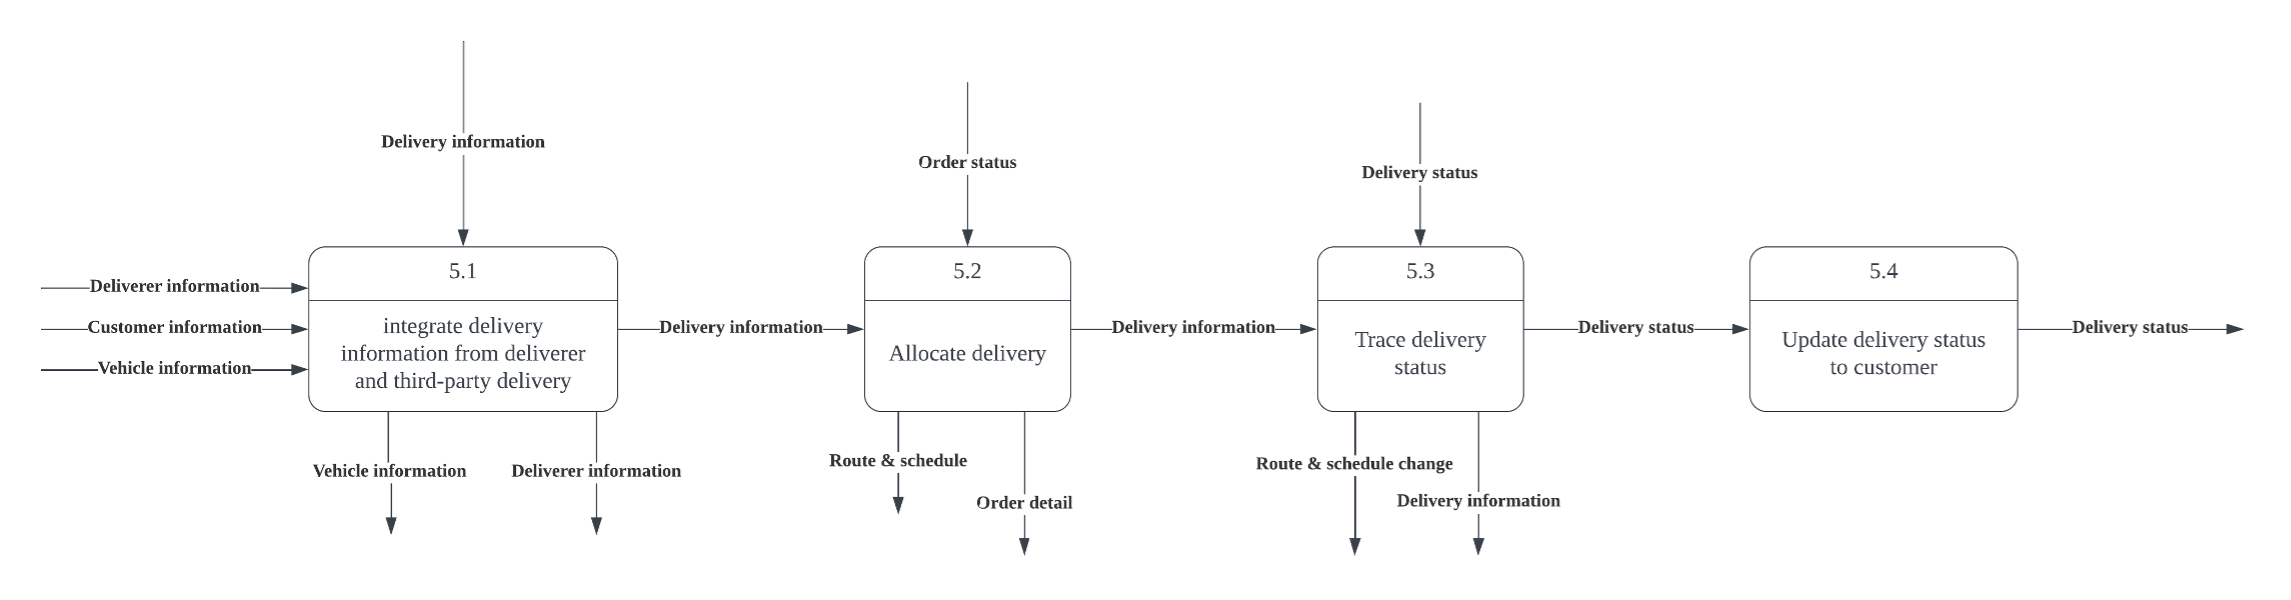 Delivery information
Order status
Delivery status
5.1
5.2
5.3
5.4
Deliverer information
Customer information
Vehicle information
integrate delivery
information from deliverer
and third-party delivery
Delivery information
Allocate delivery
Delivery information
Trace delivery
status
Delivery status
Update delivery status
to customer
Delivery status
Vehicle information
Deliverer information
Route & schedule
Order detail
Route & schedule change
Delivery information